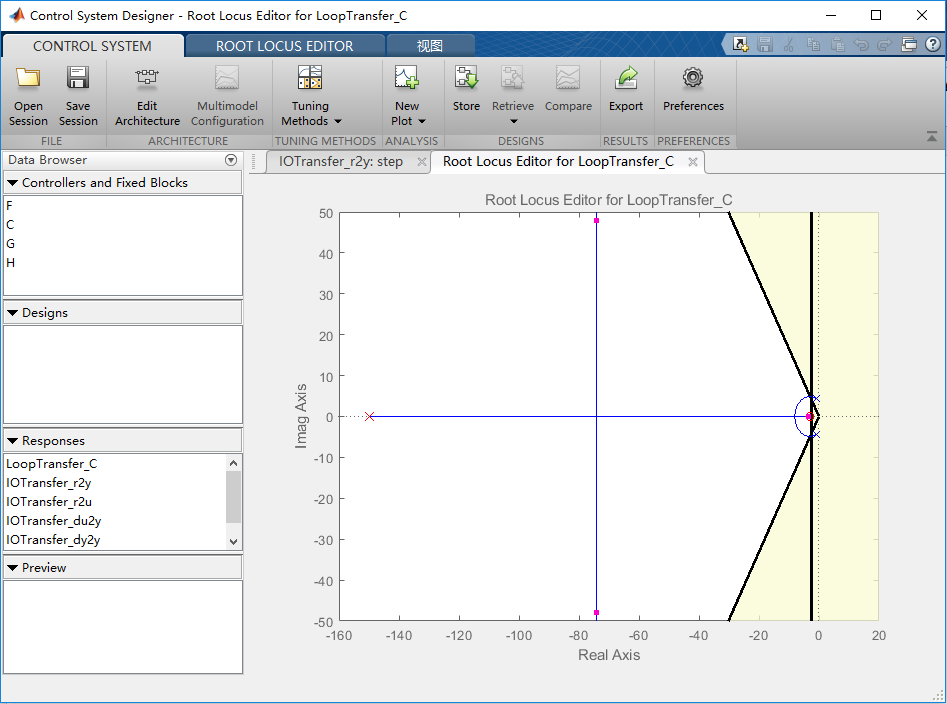 Control System Designer - Root Locus Editor for LoopTransfer_C
CONTROL SYSTEM
ROOT LOCUS EDITOR
视图
Open Session
Save Session
Edit Architecture
Multimodel Configuration
Tuning Methods
New Plot
Store
Retrieve
Compare
Export
Preferences
FILE
ARCHITECTURE
TUNING METHODS
ANALYSIS
DESIGNS
RESULTS
PREFERENCES
Data Browser
Controllers and Fixed Blocks
F
C
G
H
Designs
Responses
LoopTransfer_C
IOTransfer_r2y
IOTransfer_r2u
IOTransfer_du2y
IOTransfer_dy2y
Preview
IOTransfer_r2y: step
Root Locus Editor for LoopTransfer_C
Root Locus Editor for LoopTransfer_C
Imag Axis
50
40
30
20
10
0
-10
-20
-30
-40
-50
-160 -140 -120 -100 -80 -60 -40 -20 0 20
Real Axis